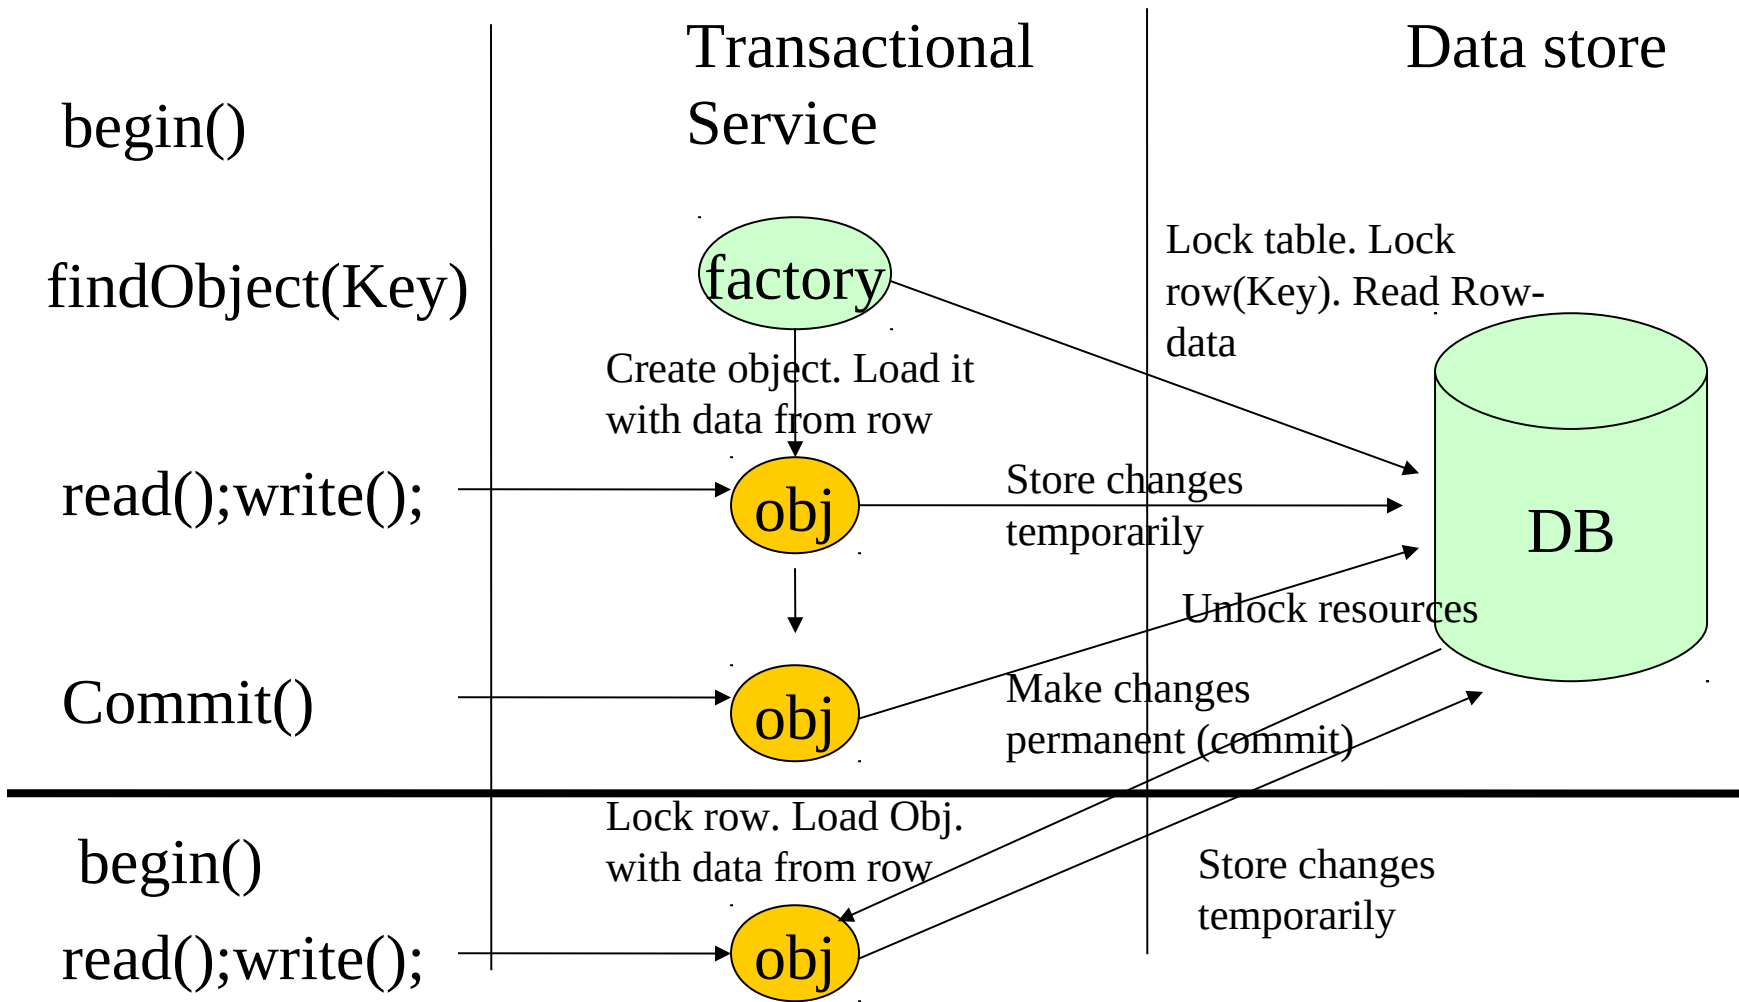 Transactional
Service
Data store
begin()
findObject(Key)
factory
Lock table. Lock
row(Key). Read Row-
data
Create object. Load it
with data from row
read();write();
obj
Store changes
temporarily
DB
Unlock resources
Commit()
obj
Make changes
permanent (commit)
Lock row. Load Obj.
with data from row
begin()
Store changes
temporarily
read();write();
obj